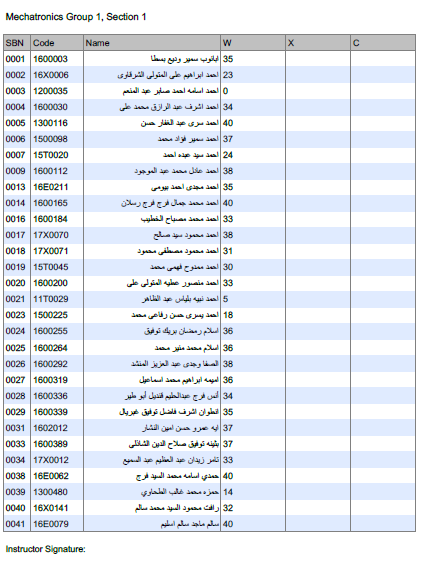 Mechatronics Group 1, Section 1
SBN Code Name W X C
0001 1600003 ابانوب سمير وديع بسطا 35
0002 16X0006 احمد ابراهيم على المتولى الشرقاوى 23
0003 1200035 احمد اسامه احمد صابر عبد المنعم 0
0004 1600030 احمد اشرف عبد الرازق محمد على 34
0005 1300116 احمد سرى عبد الغفار حسن 40
0006 1500098 احمد سمير فؤاد محمد 37
0007 15T0020 احمد سيد عبده احمد 24
0009 1600112 احمد عادل محمد عبد الموجود 38
0013 16E0211 احمد مجدى احمد بيومى 35
0014 1600165 احمد محمد جمال فرج فرج رسلان 40
0016 1600184 احمد محمد مصباح الخطيب 33
0017 17X0070 احمد محمود سيد صالح 38
0018 17X0071 احمد محمود مصطفى محمود 31
0019 15T0045 احمد ممدوح فهمى محمد 30
0020 1600200 احمد منصور عطيه المتولى على 33
0021 11T0029 احمد نبيه بلياس عبد الظاهر 5
0023 1500225 احمد يسرى حسن رفاعى محمد 18
0024 1600255 اسلام رمضان بريك توفيق 36
0025 1600264 اسلام محمد منير محمد 36
0026 1600292 الصفا وجدى عبد العزيز المنشد 38
0027 1600319 اميمه ابراهيم محمد اسماعيل 36
0028 1600336 أنس فرج عبدالحليم قنديل أبو طير 34
0029 1600339 انطوان اشرف فاضل توفيق غبريال 35
0031 1602012 ايه عمرو حسن امين النشار 37
0033 1600389 بثينه توفيق صلاح الدين الشاذلى 37
0034 17X0012 تامر زيدان عبد العظيم عبد السميع 33
0038 16E0062 حمدي اسامه محمد السيد فرج 40
0039 1300480 حمزه محمد غالب الطحاوي 14
0040 16X0141 رافت محمود السيد محمد سالم 32
0041 16E0079 سالم ماجد سالم اسليم 40
Instructor Signature: